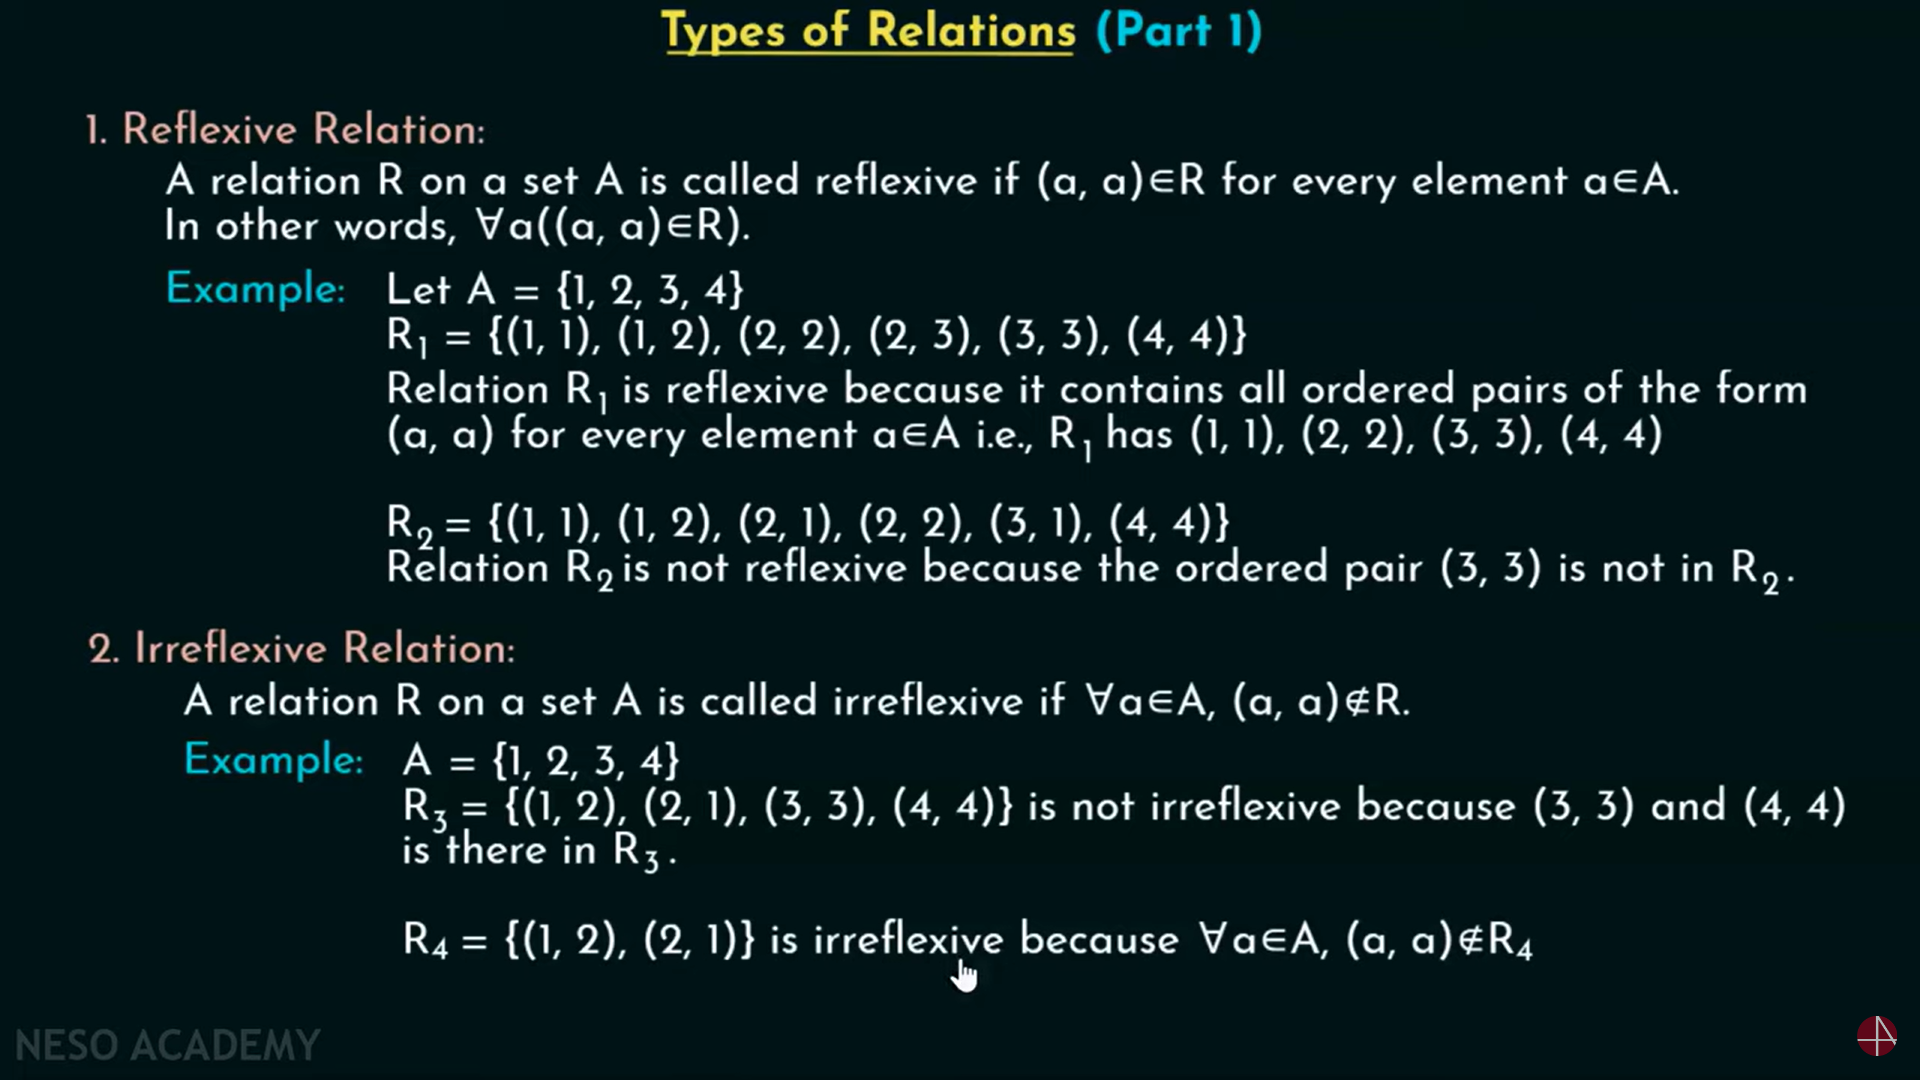 Types of Relations (Part 1)
1. Reflexive Relation:
A relation R on a set A is called reflexive if (a, a)∈R for every element a∈A.
In other words, ∀a((a, a)∈R).
Example: Let A = {1, 2, 3, 4}
R₁ = {(1, 1), (1, 2), (2, 2), (2, 3), (3, 3), (4, 4)}
Relation R₁ is reflexive because it contains all ordered pairs of the form
(a, a) for every element a∈A i.e., R₁ has (1, 1), (2, 2), (3, 3), (4, 4)
R₂ = {(1, 1), (1, 2), (2, 1), (2, 2), (3, 1), (4, 4)}
Relation R₂ is not reflexive because the ordered pair (3, 3) is not in R₂.
2. Irreflexive Relation:
A relation R on a set A is called irreflexive if ∀a∈A, (a, a)∉R.
Example: A = {1, 2, 3, 4}
R₃ = {(1, 2), (2, 1), (3, 3), (4, 4)} is not irreflexive because (3, 3) and (4, 4)
is there in R₃.
R₄ = {(1, 2), (2, 1)} is irreflexive because ∀a∈A, (a, a)∉R₄
NESO ACADEMY